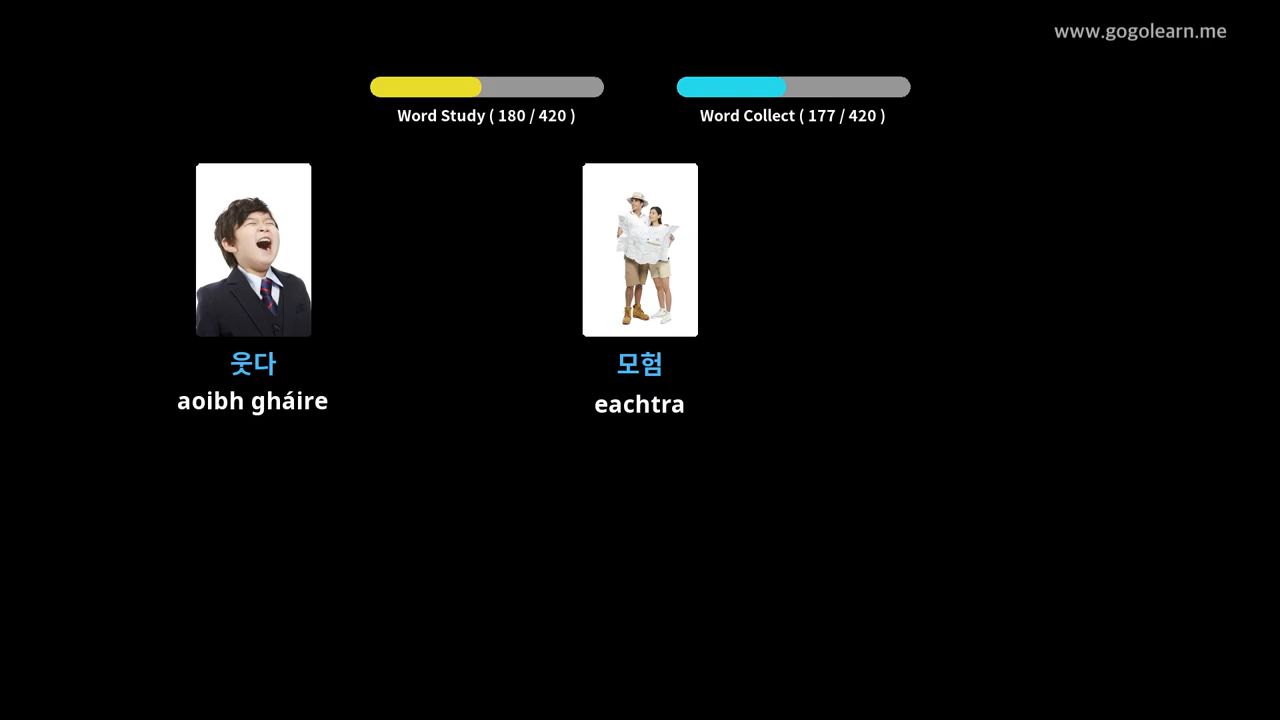 www.gogolearn.me
Word Study ( 180 / 420 )
Word Collect ( 177 / 420 )
웃다
aoibh gháire
모험
eachtra